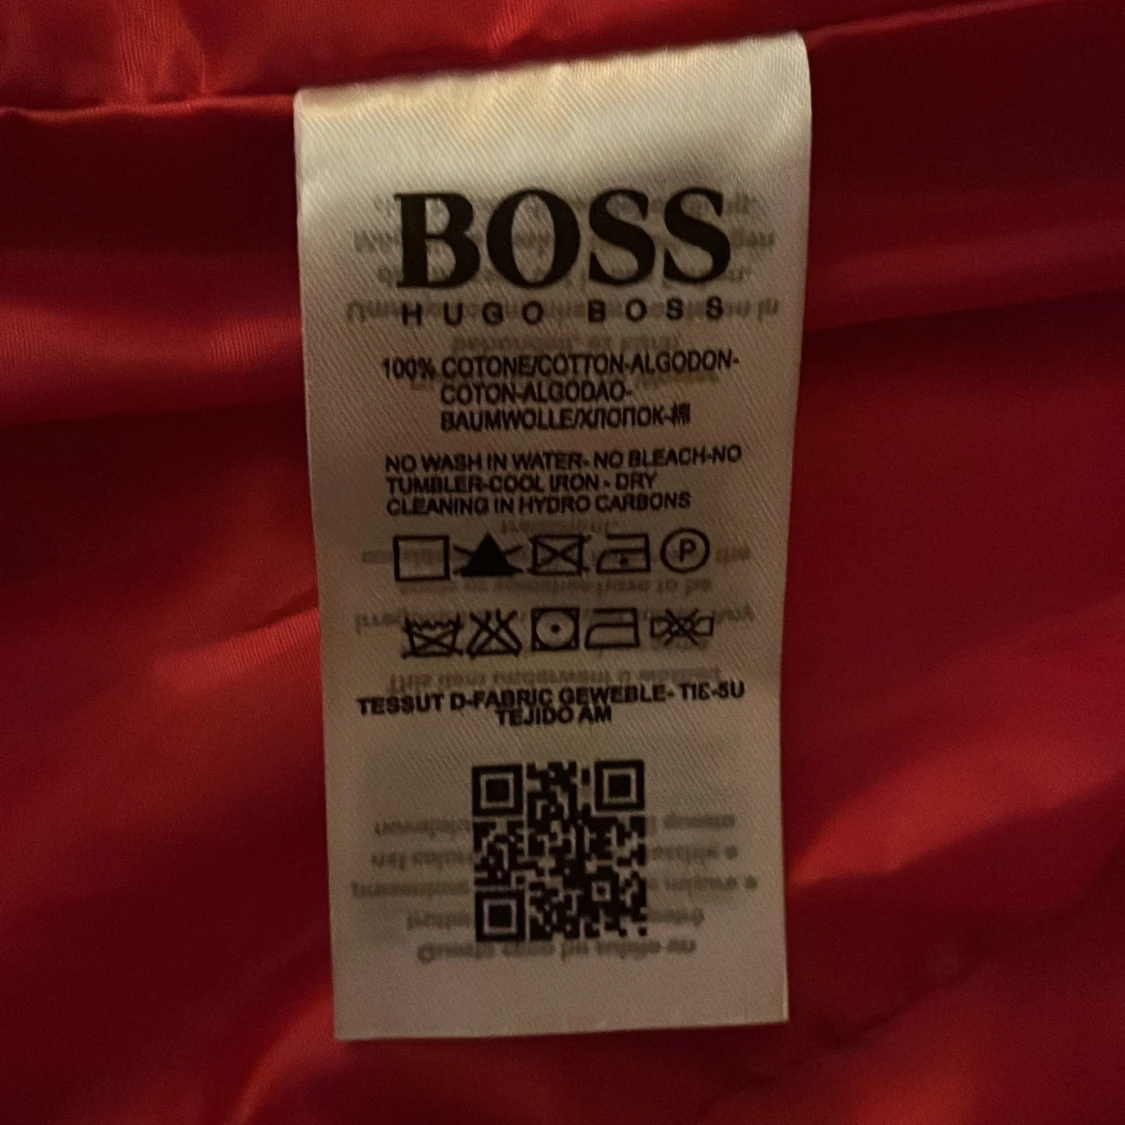 BOSS
HUGO BOSS
100% COTONE/COTTON-ALGODON-
COTON-ALGODAO-
BAUMWOLLE/ХЛОПОК-棉
NO WASH IN WATER- NO BLEACH-NO
TUMBLER-COOL IRON - DRY
CLEANING IN HYDRO CARBONS
P
TESSUT D-FABRIC GEWEBLE- TIE-5U
TEJIDO AM